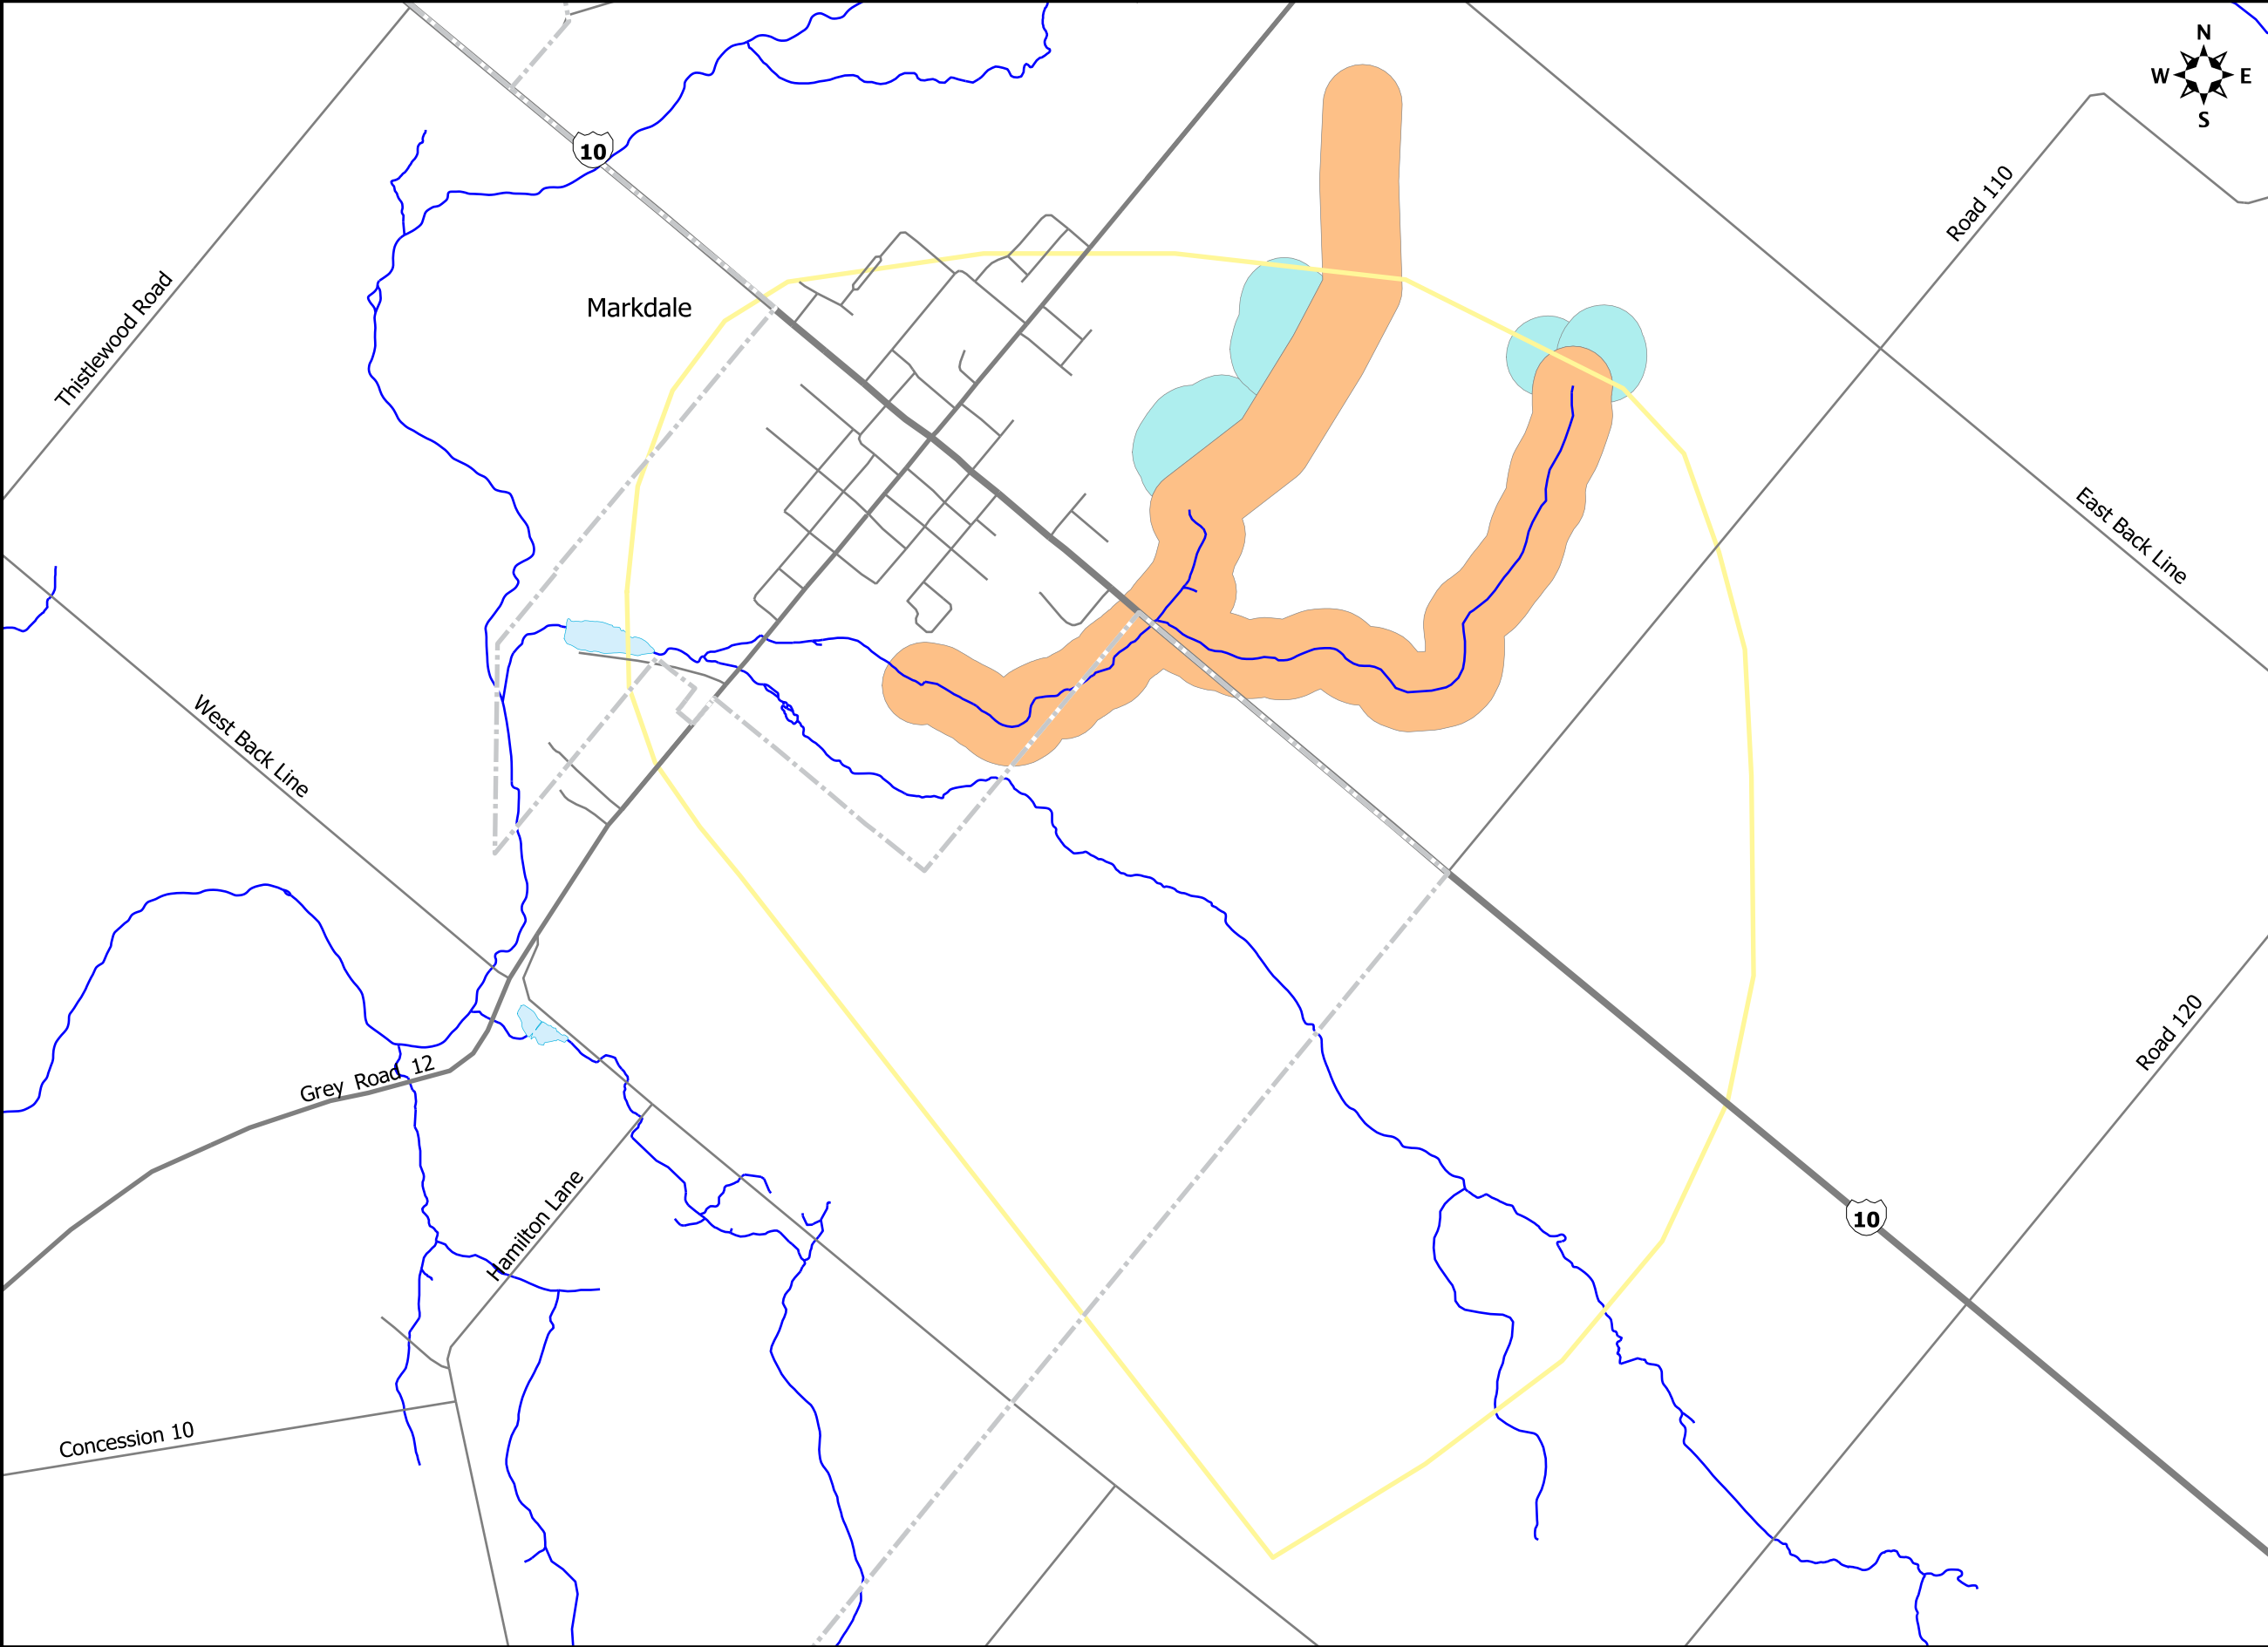 N
W E
S
10
Road 110
Thistlewood Road
Markdale
East Back Line
West Back Line
Road 120
Grey Road 12
Hamilton Lane
10
Concession 10